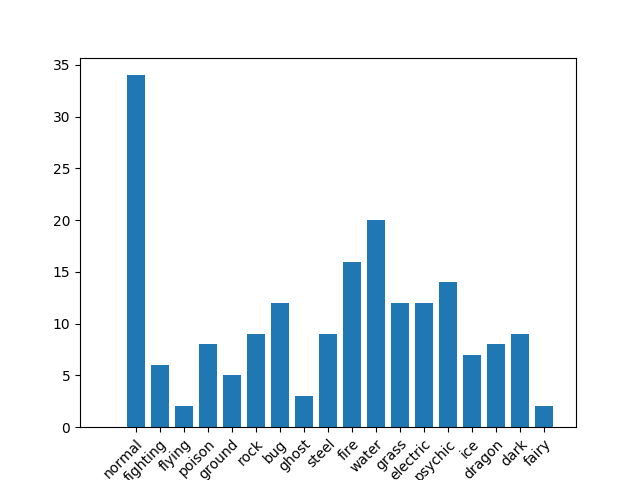 35
30
25
20
15
10
5
0
normal
fighting
flying
poison
ground
rock
bug
ghost
steel
fire
water
grass
electric
psychic
ice
dragon
dark
fairy